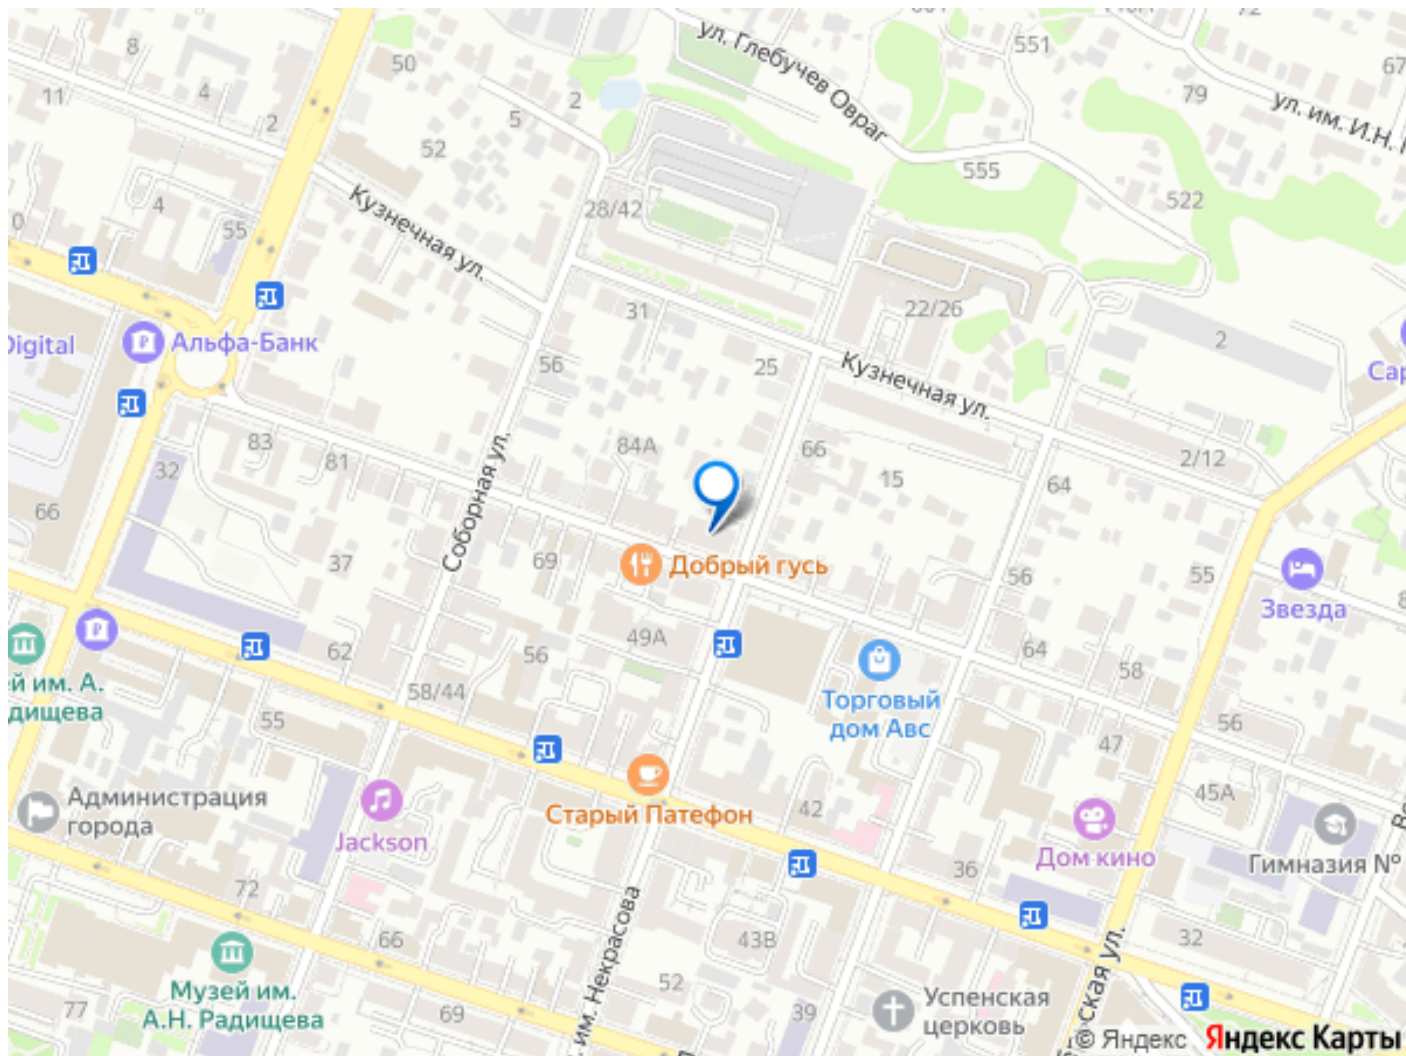 50
8
4
11
2
52
5
2
ул. Глебучев Овраг
551
72
67
79
ул. им. И.Н.
555
522
4
0
55
28/42
Кузнечная ул.
31
22/26
2
Digital
Альфа-Банк
56
25
Кузнечная ул.
Сар
83
81
32
84А
66
15
2/12
64
66
Соборная ул.
37
69
Добрый гусь
56
55
Звезда
8
62
49А
56
64
58
ей им. А.
дищева
58/44
55
Торговый
дом Авс
56
47
45А
Администрация
города
Jackson
Старый Патефон
42
Дом кино
Гимназия №
36
72
66
им. Некрасова
43В
32
52
ская ул.
Музей им.
А.Н. Радищева
77
69
39
Успенская
церковь
© Яндекс Яндекс Карты